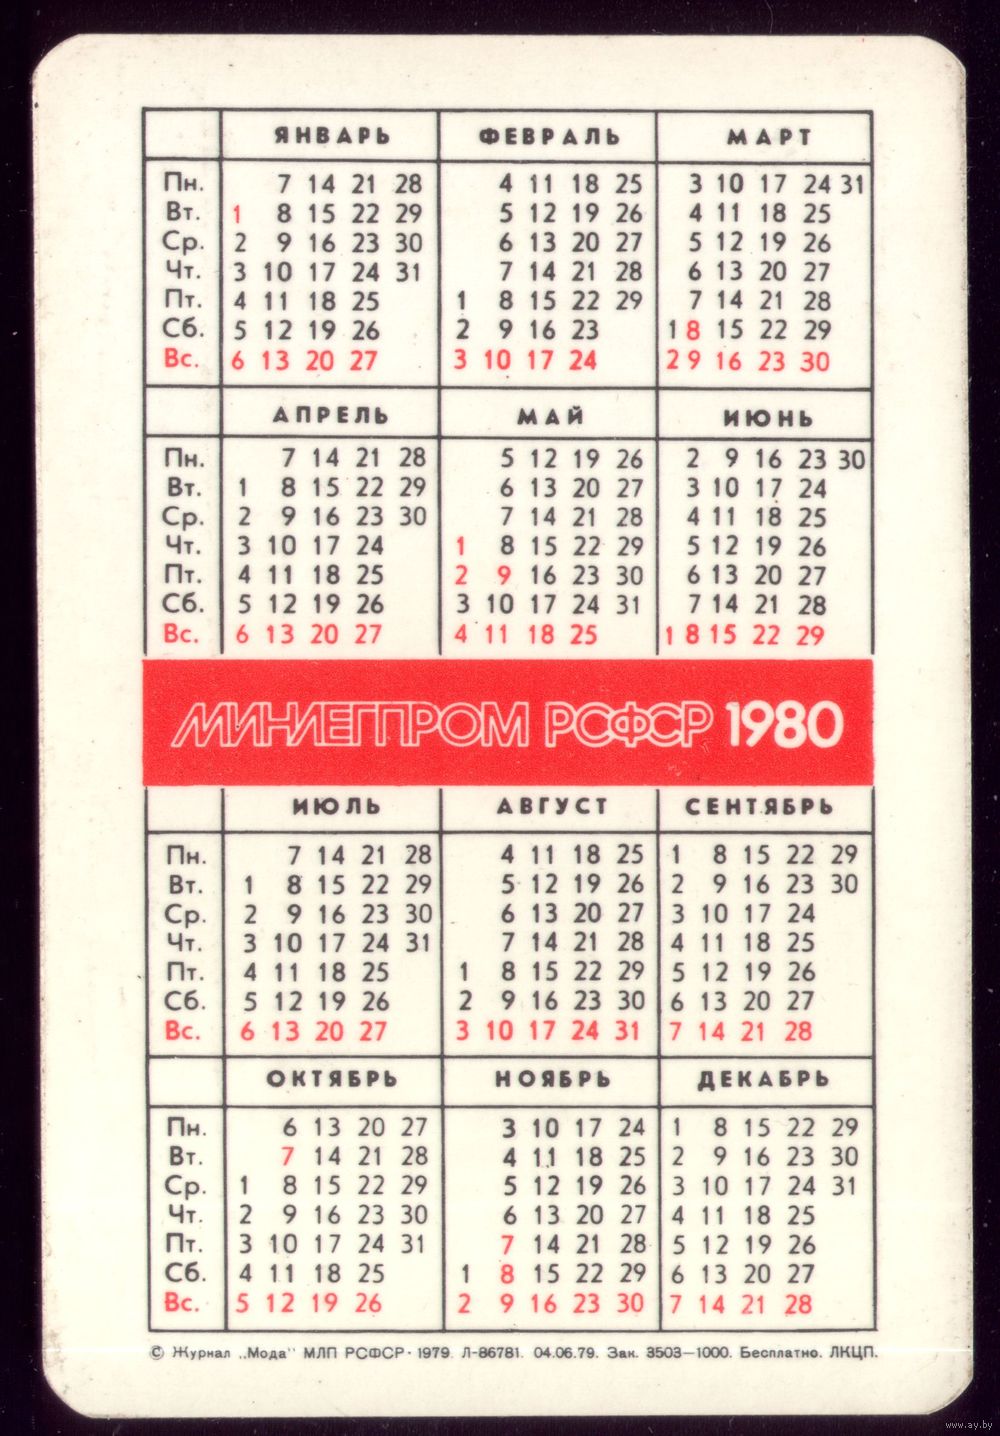 ЯНВАРЬ ФЕВРАЛЬ МАРТ
Пн. 7 14 21 28 4 11 18 25 3 10 17 24 31
Вт. 1 8 15 22 29 5 12 19 26 4 11 18 25
Ср. 2 9 16 23 30 6 13 20 27 5 12 19 26
Чт. 3 10 17 24 31 7 14 21 28 6 13 20 27
Пт. 4 11 18 25 1 8 15 22 29 7 14 21 28
Сб. 5 12 19 26 2 9 16 23 1 8 15 22 29
Вс. 6 13 20 27 3 10 17 24 2 9 16 23 30
АПРЕЛЬ МАЙ ИЮНЬ
Пн. 7 14 21 28 5 12 19 26 2 9 16 23 30
Вт. 1 8 15 22 29 6 13 20 27 3 10 17 24
Ср. 2 9 16 23 30 7 14 21 28 4 11 18 25
Чт. 3 10 17 24 1 8 15 22 29 5 12 19 26
Пт. 4 11 18 25 2 9 16 23 30 6 13 20 27
Сб. 5 12 19 26 3 10 17 24 31 7 14 21 28
Вс. 6 13 20 27 4 11 18 25 1 8 15 22 29
МИНЛЕГПРОМ РСФСР 1980
ИЮЛЬ АВГУСТ СЕНТЯБРЬ
Пн. 7 14 21 28 4 11 18 25 1 8 15 22 29
Вт. 1 8 15 22 29 5 12 19 26 2 9 16 23 30
Ср. 2 9 16 23 30 6 13 20 27 3 10 17 24
Чт. 3 10 17 24 31 7 14 21 28 4 11 18 25
Пт. 4 11 18 25 1 8 15 22 29 5 12 19 26
Сб. 5 12 19 26 2 9 16 23 30 6 13 20 27
Вс. 6 13 20 27 3 10 17 24 31 7 14 21 28
ОКТЯБРЬ НОЯБРЬ ДЕКАБРЬ
Пн. 6 13 20 27 3 10 17 24 1 8 15 22 29
Вт. 7 14 21 28 4 11 18 25 2 9 16 23 30
Ср. 1 8 15 22 29 5 12 19 26 3 10 17 24 31
Чт. 2 9 16 23 30 6 13 20 27 4 11 18 25
Пт. 3 10 17 24 31 7 14 21 28 5 12 19 26
Сб. 4 11 18 25 1 8 15 22 29 6 13 20 27
Вс. 5 12 19 26 2 9 16 23 30 7 14 21 28
© Журнал „Мода" МЛП РСФСР · 1979. Л-86781. 04.06.79. Зак. 3503—1000. Бесплатно. ЛКЦП.
www.ay.by